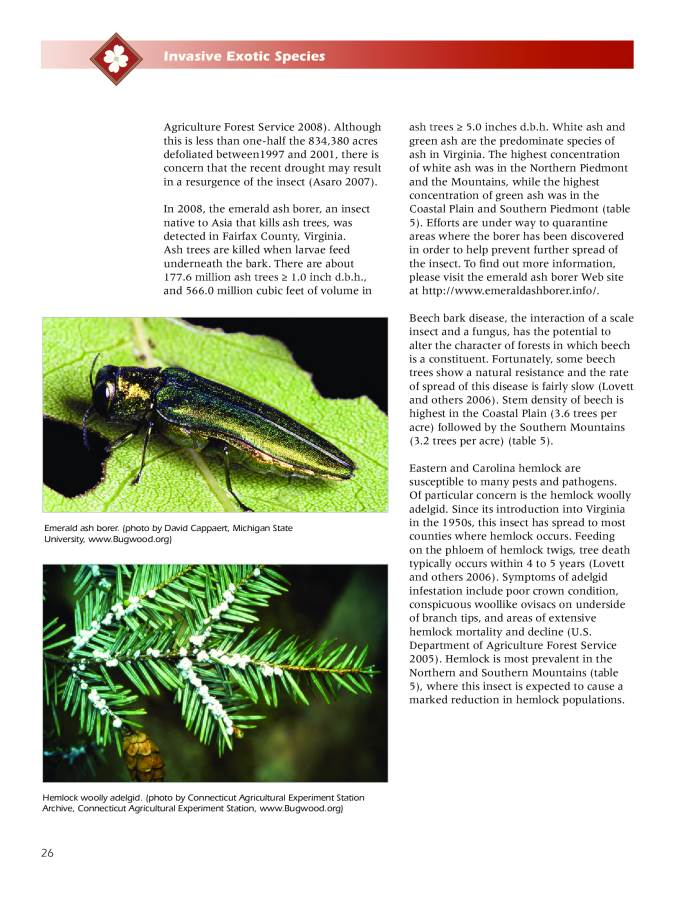 Invasive Exotic Species
Agriculture Forest Service 2008). Although
this is less than one-half the 834,380 acres
defoliated between1997 and 2001, there is
concern that the recent drought may result
in a resurgence of the insect (Asaro 2007).
In 2008, the emerald ash borer, an insect
native to Asia that kills ash trees, was
detected in Fairfax County, Virginia.
Ash trees are killed when larvae feed
underneath the bark. There are about
177.6 million ash trees ≥ 1.0 inch d.b.h.,
and 566.0 million cubic feet of volume in
ash trees ≥ 5.0 inches d.b.h. White ash and
green ash are the predominate species of
ash in Virginia. The highest concentration
of white ash was in the Northern Piedmont
and the Mountains, while the highest
concentration of green ash was in the
Coastal Plain and Southern Piedmont (table
5). Efforts are under way to quarantine
areas where the borer has been discovered
in order to help prevent further spread of
the insect. To find out more information,
please visit the emerald ash borer Web site
at http://www.emeraldashborer.info/.
Beech bark disease, the interaction of a scale
insect and a fungus, has the potential to
alter the character of forests in which beech
is a constituent. Fortunately, some beech
trees show a natural resistance and the rate
of spread of this disease is fairly slow (Lovett
and others 2006). Stem density of beech is
highest in the Coastal Plain (3.6 trees per
acre) followed by the Southern Mountains
(3.2 trees per acre) (table 5).
Eastern and Carolina hemlock are
susceptible to many pests and pathogens.
Of particular concern is the hemlock woolly
adelgid. Since its introduction into Virginia
in the 1950s, this insect has spread to most
counties where hemlock occurs. Feeding
on the phloem of hemlock twigs, tree death
typically occurs within 4 to 5 years (Lovett
and others 2006). Symptoms of adelgid
infestation include poor crown condition,
conspicuous woollike ovisacs on underside
of branch tips, and areas of extensive
hemlock mortality and decline (U.S.
Department of Agriculture Forest Service
2005). Hemlock is most prevalent in the
Northern and Southern Mountains (table
5), where this insect is expected to cause a
marked reduction in hemlock populations.
Emerald ash borer. (photo by David Cappaert, Michigan State
University, www.Bugwood.org)
Hemlock woolly adelgid. (photo by Connecticut Agricultural Experiment Station
Archive, Connecticut Agricultural Experiment Station, www.Bugwood.org)
26